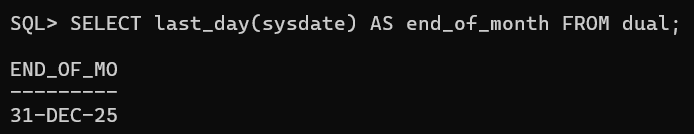 SQL> SELECT last_day(sysdate) AS end_of_month FROM dual;
END_OF_MO
---------
31-DEC-25